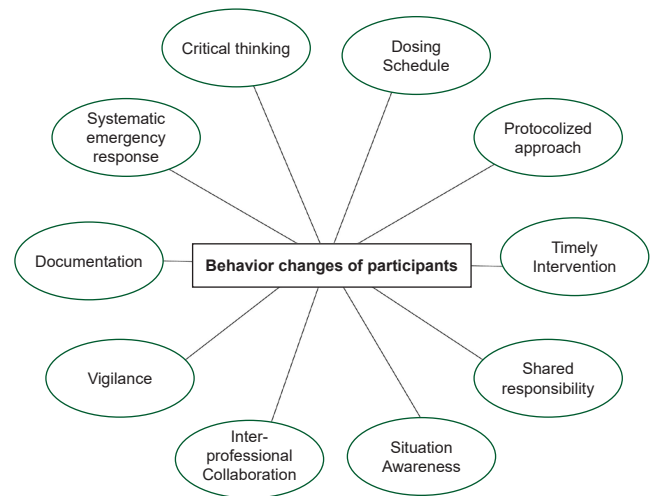 Critical thinking
Dosing
Schedule
Systematic
emergency
response
Protocolized
approach
Documentation
Behavior changes of participants
Timely
Intervention
Vigilance
Shared
responsibility
Inter-
professional
Collaboration
Situation
Awareness